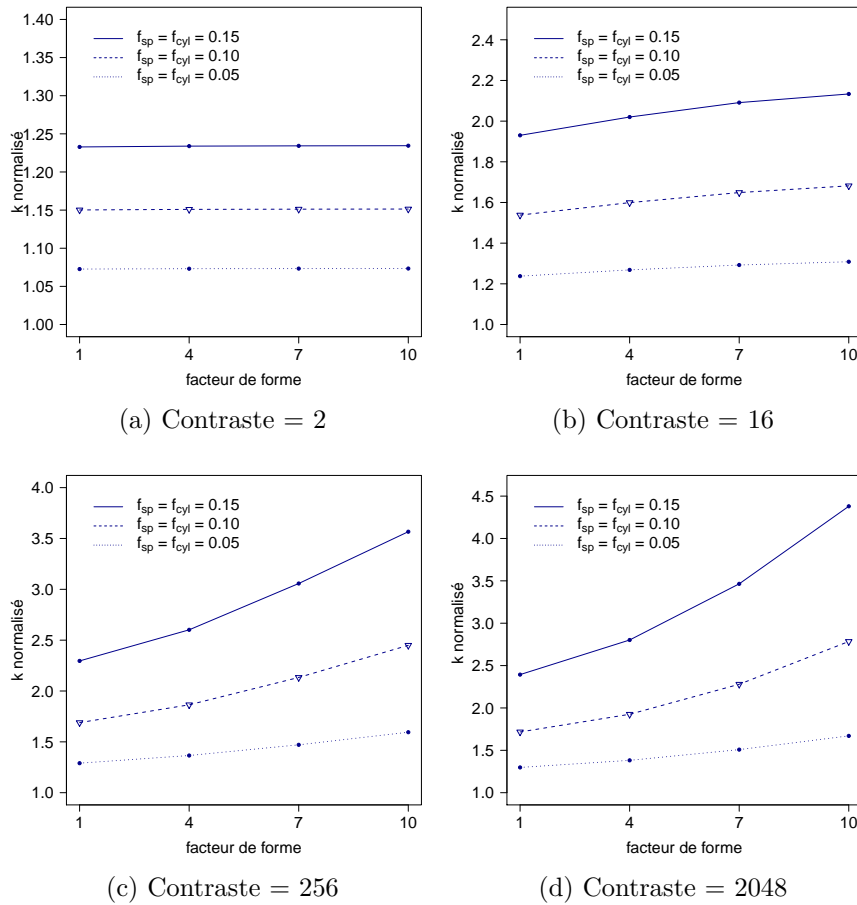 k normalisé
1.40
1.35
1.30
1.25
1.20
1.15
1.10
1.05
1.00
f_sp = f_cyl = 0.15
f_sp = f_cyl = 0.10
f_sp = f_cyl = 0.05
1 4 7 10
facteur de forme
(a) Contraste = 2
k normalisé
2.4
2.2
2.0
1.8
1.6
1.4
1.2
1.0
f_sp = f_cyl = 0.15
f_sp = f_cyl = 0.10
f_sp = f_cyl = 0.05
1 4 7 10
facteur de forme
(b) Contraste = 16
k normalisé
4.0
3.5
3.0
2.5
2.0
1.5
1.0
f_sp = f_cyl = 0.15
f_sp = f_cyl = 0.10
f_sp = f_cyl = 0.05
1 4 7 10
facteur de forme
(c) Contraste = 256
k normalisé
4.5
4.0
3.5
3.0
2.5
2.0
1.5
1.0
f_sp = f_cyl = 0.15
f_sp = f_cyl = 0.10
f_sp = f_cyl = 0.05
1 4 7 10
facteur de forme
(d) Contraste = 2048